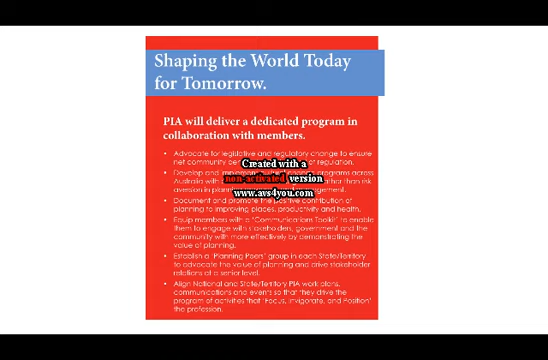 Shaping the World Today
for Tomorrow.
PIA will deliver a dedicated program in
collaboration with members.
• Advocate for legislative and regulatory change to ensure
net community of regulation.
Created with a
• Develop and programs across
non-activated version
Australia with than risk
aversion in
www.avs4you.com
• Document and promote the positive contribution of
planning to improving places, productivity and health.
• Equip members with a 'Communications Toolkit' to enable
them to engage with stakeholders, government and the
community with more effectively by demonstrating the
value of planning.
• Establish a 'Planning Peers' group in each State/Territory
to advocate the value of planning and drive stakeholder
relations at a senior level.
• Align National and State/Territory PIA work plans,
communications and events so that they drive the
program of activities that 'Focus, Invigorate, and Position'
the profession.